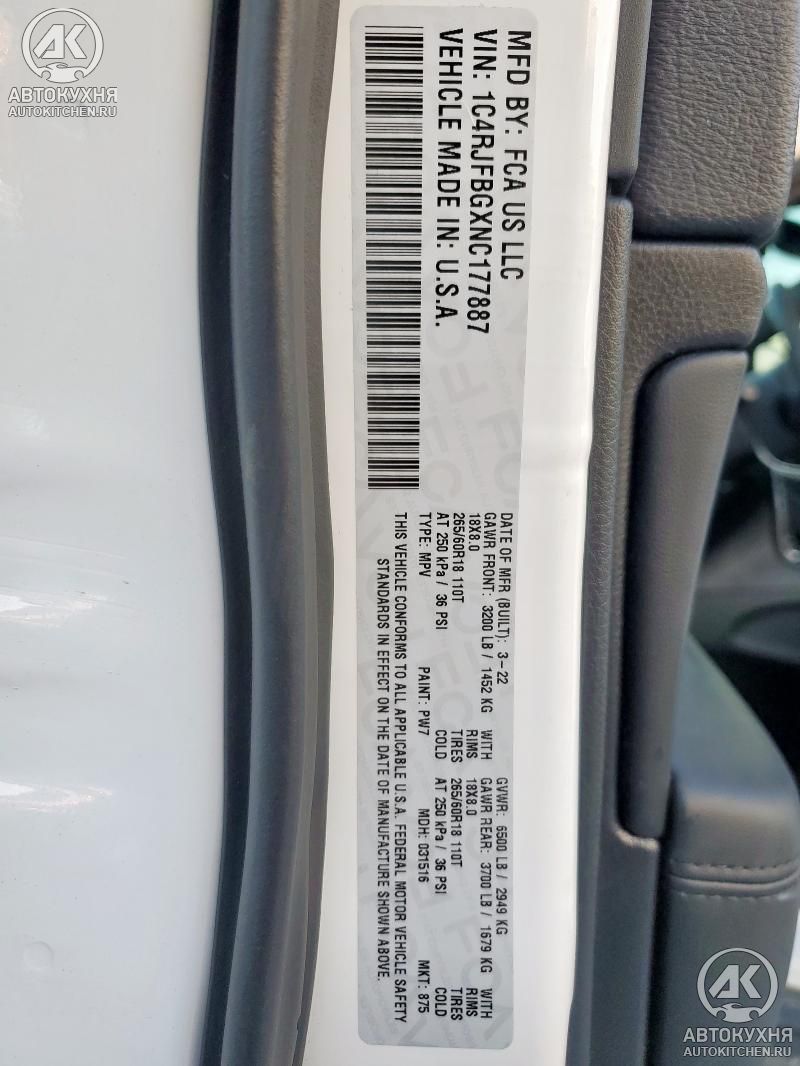 AK
АВТОКУХНЯ
AUTOKITCHEN.RU
MFD BY: FCA US LLC
VIN: 1C4RJFBGXNC177887
VEHICLE MADE IN: U.S.A.
DATE OF MFR (BUILT): 3-22 GVWR: 6500 LB / 2949 KG
GAWR FRONT: 3200 LB / 1452 KG WITH GAWR REAR: 3700 LB / 1679 KG WITH
18X8.0 RIMS 18X8.0 RIMS
265/60R18 110T TIRES 265/60R18 110T TIRES
AT 250 kPa / 36 PSI COLD AT 250 kPa / 36 PSI COLD
TYPE: MPV PAINT: PW7 MDH: 031516 MKT: 875
THIS VEHICLE CONFORMS TO ALL APPLICABLE U.S.A. FEDERAL MOTOR VEHICLE SAFETY
STANDARDS IN EFFECT ON THE DATE OF MANUFACTURE SHOWN ABOVE.
AK
АВТОКУХНЯ
AUTOKITCHEN.RU